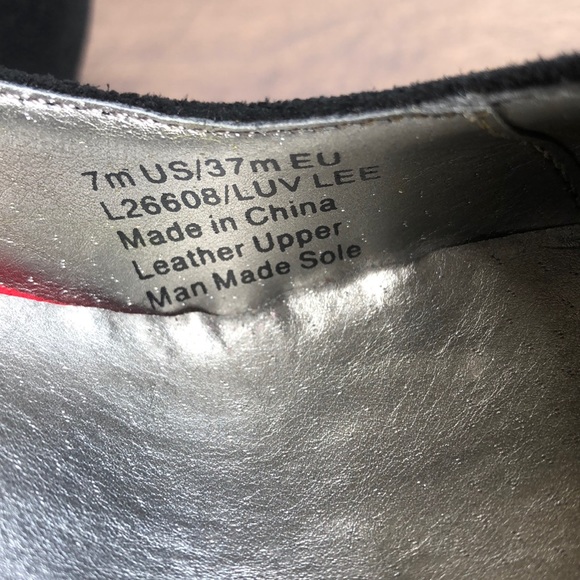 7m US/37m EU
L26608/LUV LEE
Made in China
Leather Upper
Man Made Sole